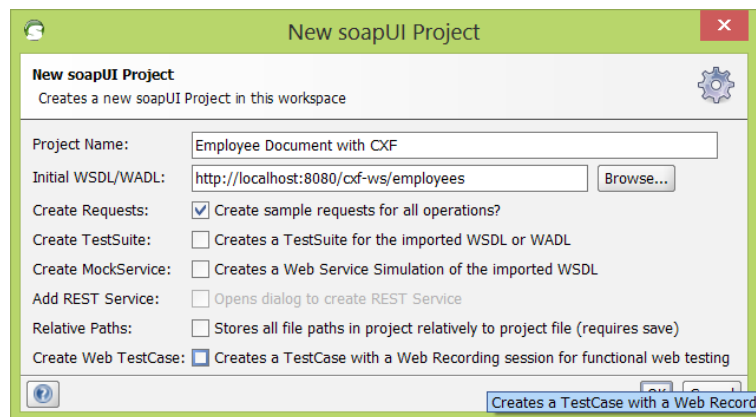 New soapUI Project
New soapUI Project
Creates a new soapUI Project in this workspace
Project Name: Employee Document with CXF
Initial WSDL/WADL: http://localhost:8080/cxf-ws/employees Browse...
Create Requests: Create sample requests for all operations?
Create TestSuite: Creates a TestSuite for the imported WSDL or WADL
Create MockService: Creates a Web Service Simulation of the imported WSDL
Add REST Service: Opens dialog to create REST Service
Relative Paths: Stores all file paths in project relatively to project file (requires save)
Create Web TestCase: Creates a TestCase with a Web Recording session for functional web testing
Creates a TestCase with a Web Record